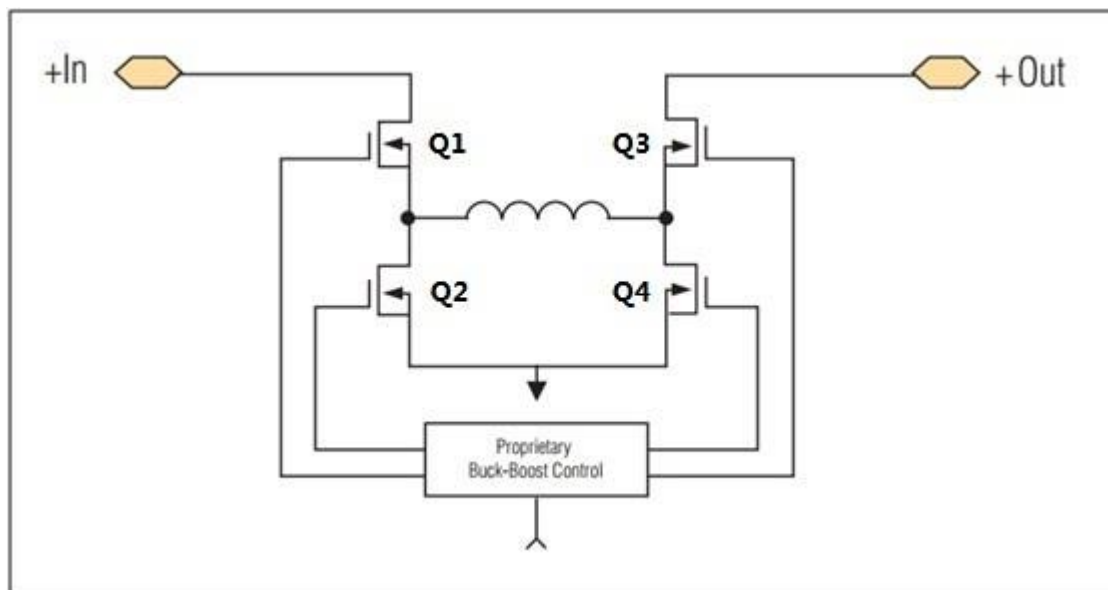 +In
+Out
Q1
Q3
Q2
Q4
Proprietary
Buck-Boost Control